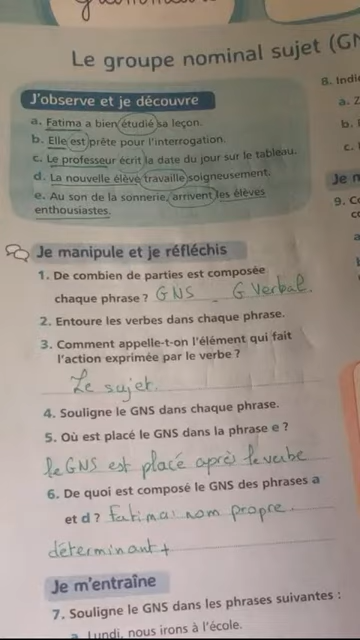 Le groupe nominal sujet (GN
J'observe et je découvre
a. Fatima a bien étudié sa leçon.
b. Elle est prête pour l'interrogation.
c. Le professeur écrit la date du jour sur le tableau.
d. La nouvelle élève travaille soigneusement.
e. Au son de la sonnerie, arrivent les élèves
enthousiastes.
Je manipule et je réfléchis
1. De combien de parties est composée
chaque phrase ? GNS _ G Verbal.
2. Entoure les verbes dans chaque phrase.
3. Comment appelle-t-on l'élément qui fait
l'action exprimée par le verbe ?
Le sujet.
4. Souligne le GNS dans chaque phrase.
5. Où est placé le GNS dans la phrase e ?
le GNS est placé après le verbe
6. De quoi est composé le GNS des phrases a
et d ? Fatima: nom propre.
déterminant +
Je m'entraîne
7. Souligne le GNS dans les phrases suivantes :
a. Lundi, nous irons à l'école.
8. Indi
a. Z
b.
c.
Je m
9. Co